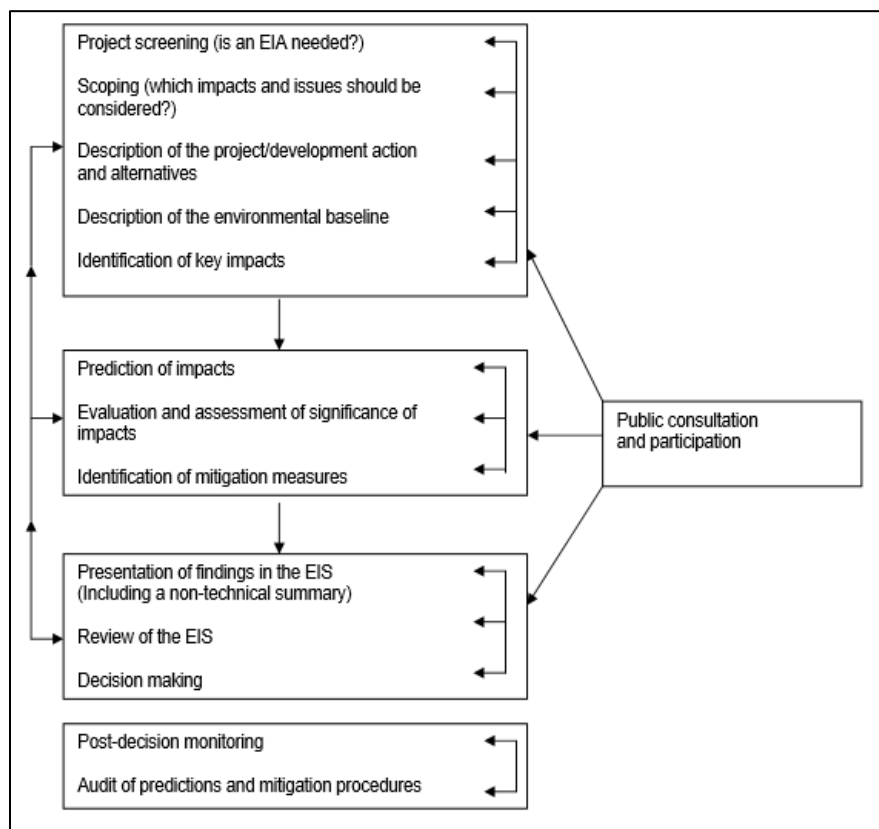 Project screening (is an EIA needed?)
Scoping (which impacts and issues should be
considered?)
Description of the project/development action
and alternatives
Description of the environmental baseline
Identification of key impacts
Prediction of impacts
Evaluation and assessment of significance of
impacts
Identification of mitigation measures
Public consultation
and participation
Presentation of findings in the EIS
(Including a non-technical summary)
Review of the EIS
Decision making
Post-decision monitoring
Audit of predictions and mitigation procedures